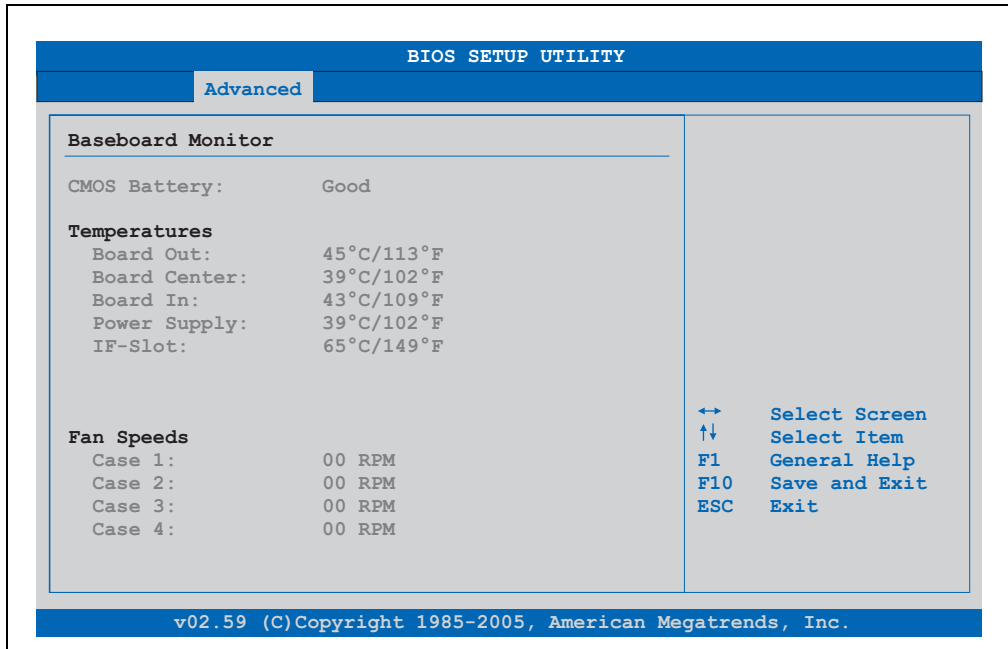 BIOS SETUP UTILITY
Advanced
Baseboard Monitor
CMOS Battery: Good
Temperatures
Board Out: 45°C/113°F
Board Center: 39°C/102°F
Board In: 43°C/109°F
Power Supply: 39°C/102°F
IF-Slot: 65°C/149°F
Fan Speeds
Case 1: 00 RPM
Case 2: 00 RPM
Case 3: 00 RPM
Case 4: 00 RPM
↔ Select Screen
↑↓ Select Item
F1 General Help
F10 Save and Exit
ESC Exit
v02.59 (C)Copyright 1985-2005, American Megatrends, Inc.